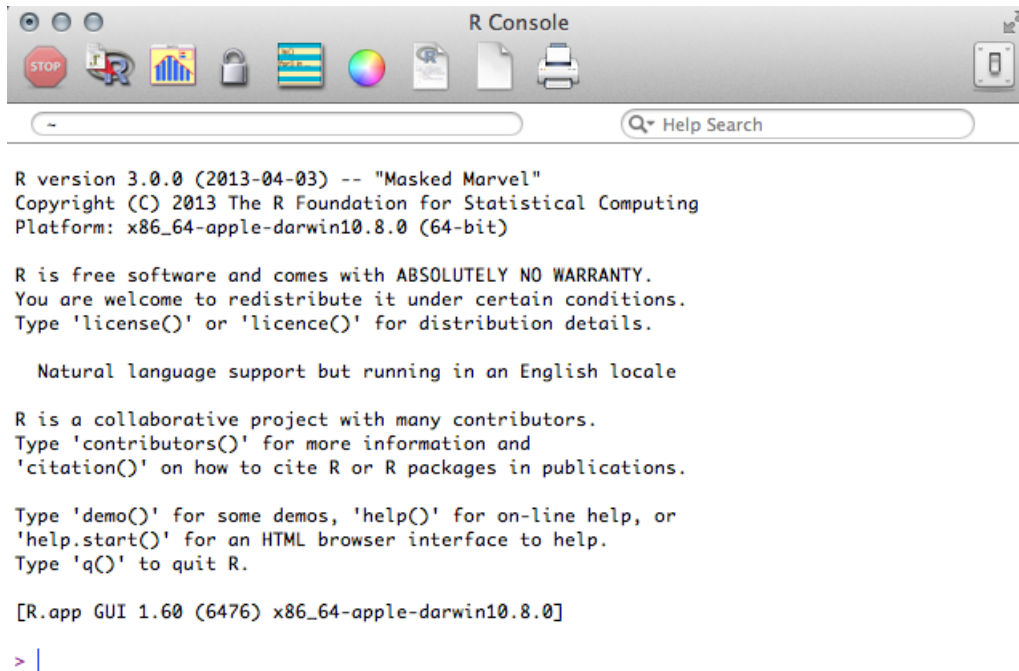 R Console
STOP
R
~
Help Search
R version 3.0.0 (2013-04-03) -- "Masked Marvel"
Copyright (C) 2013 The R Foundation for Statistical Computing
Platform: x86_64-apple-darwin10.8.0 (64-bit)
R is free software and comes with ABSOLUTELY NO WARRANTY.
You are welcome to redistribute it under certain conditions.
Type 'license()' or 'licence()' for distribution details.
Natural language support but running in an English locale
R is a collaborative project with many contributors.
Type 'contributors()' for more information and
'citation()' on how to cite R or R packages in publications.
Type 'demo()' for some demos, 'help()' for on-line help, or
'help.start()' for an HTML browser interface to help.
Type 'q()' to quit R.
[R.app GUI 1.60 (6476) x86_64-apple-darwin10.8.0]
>